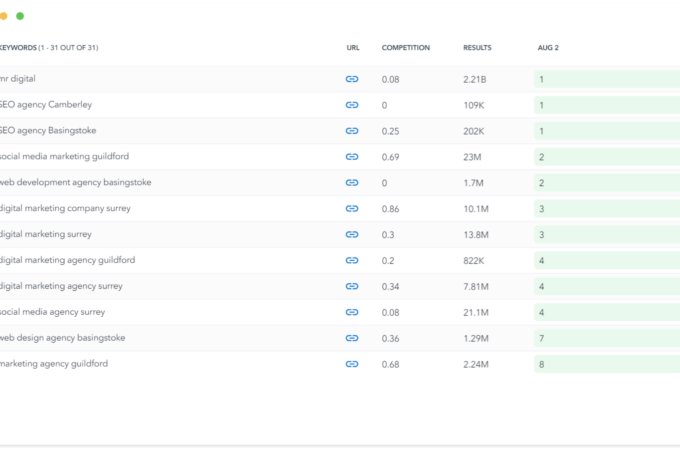 KEYWORDS (1 - 31 OUT OF 31) URL COMPETITION RESULTS AUG 2
mr digital 0.08 2.21B 1
SEO agency Camberley 0 109K 1
SEO agency Basingstoke 0.25 202K 1
social media marketing guildford 0.69 23M 2
web development agency basingstoke 0 1.7M 2
digital marketing company surrey 0.86 10.1M 3
digital marketing surrey 0.3 13.8M 3
digital marketing agency guildford 0.2 822K 4
digital marketing agency surrey 0.34 7.81M 4
social media agency surrey 0.08 21.1M 4
web design agency basingstoke 0.36 1.29M 7
marketing agency guildford 0.68 2.24M 8